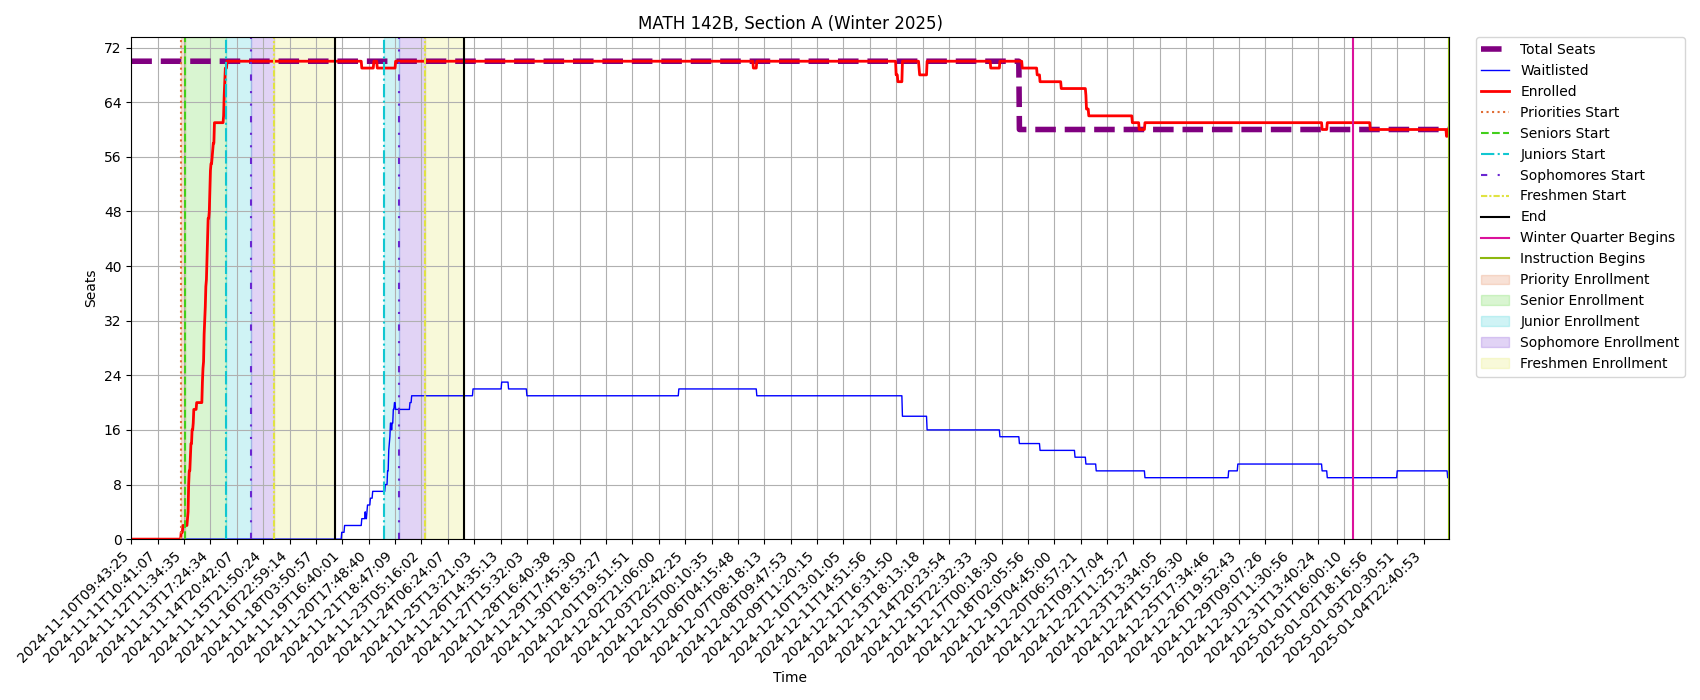 MATH 142B, Section A (Winter 2025)
Seats
72
64
56
48
40
32
24
16
8
0
2024-11-10T09:43:25
2024-11-11T10:41:07
2024-11-12T11:34:35
2024-11-13T17:24:34
2024-11-14T20:42:07
2024-11-15T21:50:24
2024-11-16T22:59:14
2024-11-18T03:50:57
2024-11-19T16:40:01
2024-11-20T17:48:40
2024-11-21T18:47:09
2024-11-23T05:16:02
2024-11-24T06:24:07
2024-11-25T13:21:03
2024-11-26T14:35:13
2024-11-27T15:32:03
2024-11-28T16:40:38
2024-11-29T17:45:30
2024-11-30T18:53:27
2024-12-01T19:51:51
2024-12-02T21:06:00
2024-12-03T22:42:25
2024-12-05T00:10:35
2024-12-06T04:15:48
2024-12-07T08:18:13
2024-12-08T09:47:53
2024-12-09T11:20:15
2024-12-10T13:01:05
2024-12-11T14:51:56
2024-12-12T16:31:50
2024-12-13T18:13:18
2024-12-14T20:23:54
2024-12-15T22:32:33
2024-12-17T00:18:30
2024-12-18T02:05:56
2024-12-19T04:45:00
2024-12-20T06:57:21
2024-12-21T09:17:04
2024-12-22T11:25:27
2024-12-23T13:34:05
2024-12-24T15:26:30
2024-12-25T17:34:46
2024-12-26T19:52:43
2024-12-29T09:07:26
2024-12-30T11:30:56
2024-12-31T13:40:24
2025-01-01T16:00:10
2025-01-02T18:16:56
2025-01-03T20:30:51
2025-01-04T22:40:53
Time
Total Seats
Waitlisted
Enrolled
Priorities Start
Seniors Start
Juniors Start
Sophomores Start
Freshmen Start
End
Winter Quarter Begins
Instruction Begins
Priority Enrollment
Senior Enrollment
Junior Enrollment
Sophomore Enrollment
Freshmen Enrollment